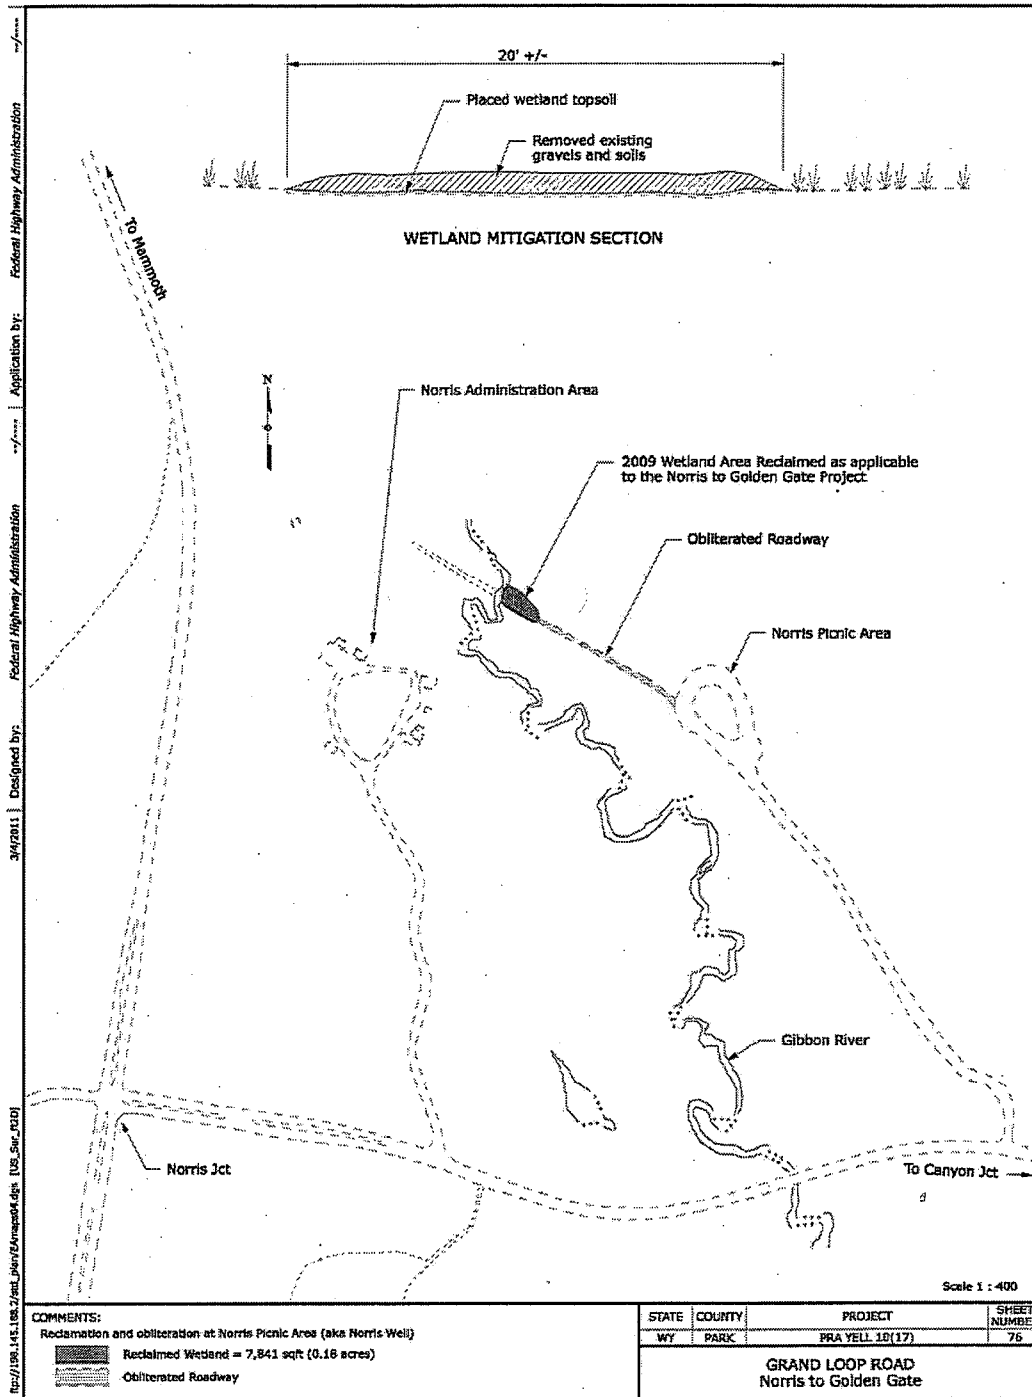 20' +/-
Placed wetland topsoil
Removed existing
gravels and soils
WETLAND MITIGATION SECTION
To Mammoth
N
Norris Administration Area
2009 Wetland Area Reclaimed as applicable
to the Norris to Golden Gate Project
Obliterated Roadway
Norris Picnic Area
Gibbon River
Norris Jct
To Canyon Jct
Scale 1 : 400
COMMENTS:
Reclamation and obliteration at Norris Picnic Area (aka Norris Well)
Reclaimed Wetland = 7,841 sqft (0.18 acres)
Obliterated Roadway
STATE COUNTY PROJECT SHEET NUMBE
WY PARK PRA YELL 10(17) 76
GRAND LOOP ROAD
Norris to Golden Gate
3/4/2011 Designed by: Federal Highway Administration --/---- Application by: Federal Highway Administration --/----